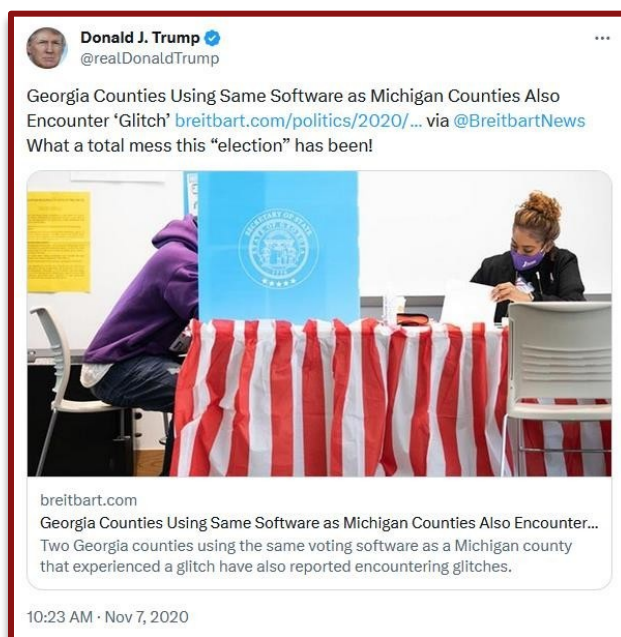 Donald J. Trump
@realDonaldTrump
Georgia Counties Using Same Software as Michigan Counties Also
Encounter ‘Glitch’ breitbart.com/politics/2020/... via @BreitbartNews
What a total mess this “election” has been!
SECRETARY OF STATE
breitbart.com
Georgia Counties Using Same Software as Michigan Counties Also Encounter...
Two Georgia counties using the same voting software as a Michigan county
that experienced a glitch have also reported encountering glitches.
10:23 AM · Nov 7, 2020